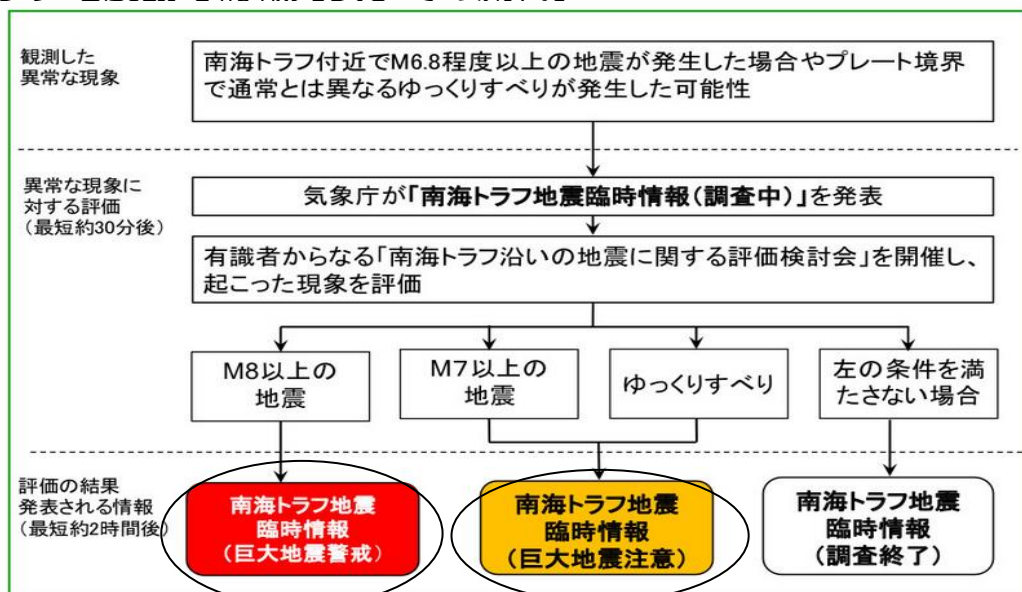 観測した
異常な現象
南海トラフ付近でM6.8程度以上の地震が発生した場合やプレート境界
で通常とは異なるゆっくりすべりが発生した可能性
異常な現象に
対する評価
(最短約30分後)
気象庁が「南海トラフ地震臨時情報(調査中)」を発表
有識者からなる「南海トラフ沿いの地震に関する評価検討会」を開催し、
起こった現象を評価
M8以上の
地震
M7以上の
地震
ゆっくりすべり
左の条件を満
たさない場合
評価の結果
発表される情報
(最短約2時間後)
南海トラフ地震
臨時情報
(巨大地震警戒)
南海トラフ地震
臨時情報
(巨大地震注意)
南海トラフ地震
臨時情報
(調査終了)